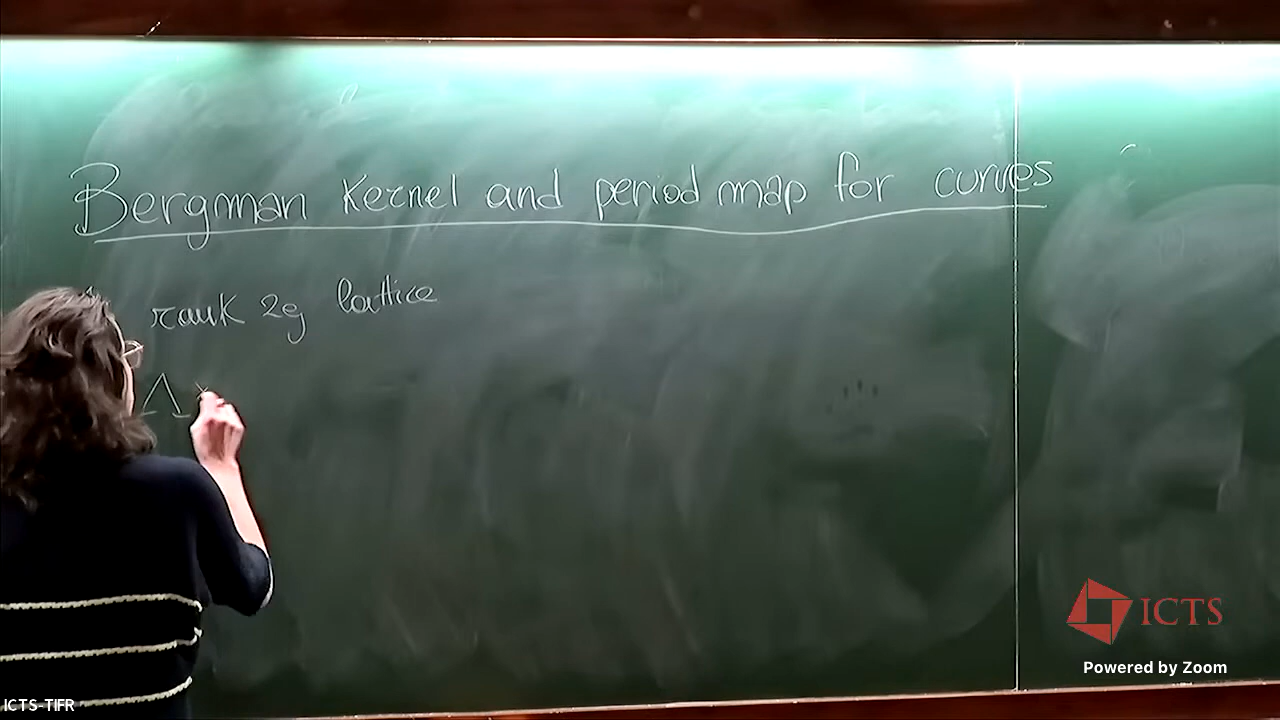 Bergman Kernel and period map for curves
rank 2g lattice
Λ ×
ICTS
Powered by Zoom
ICTS-TIFR